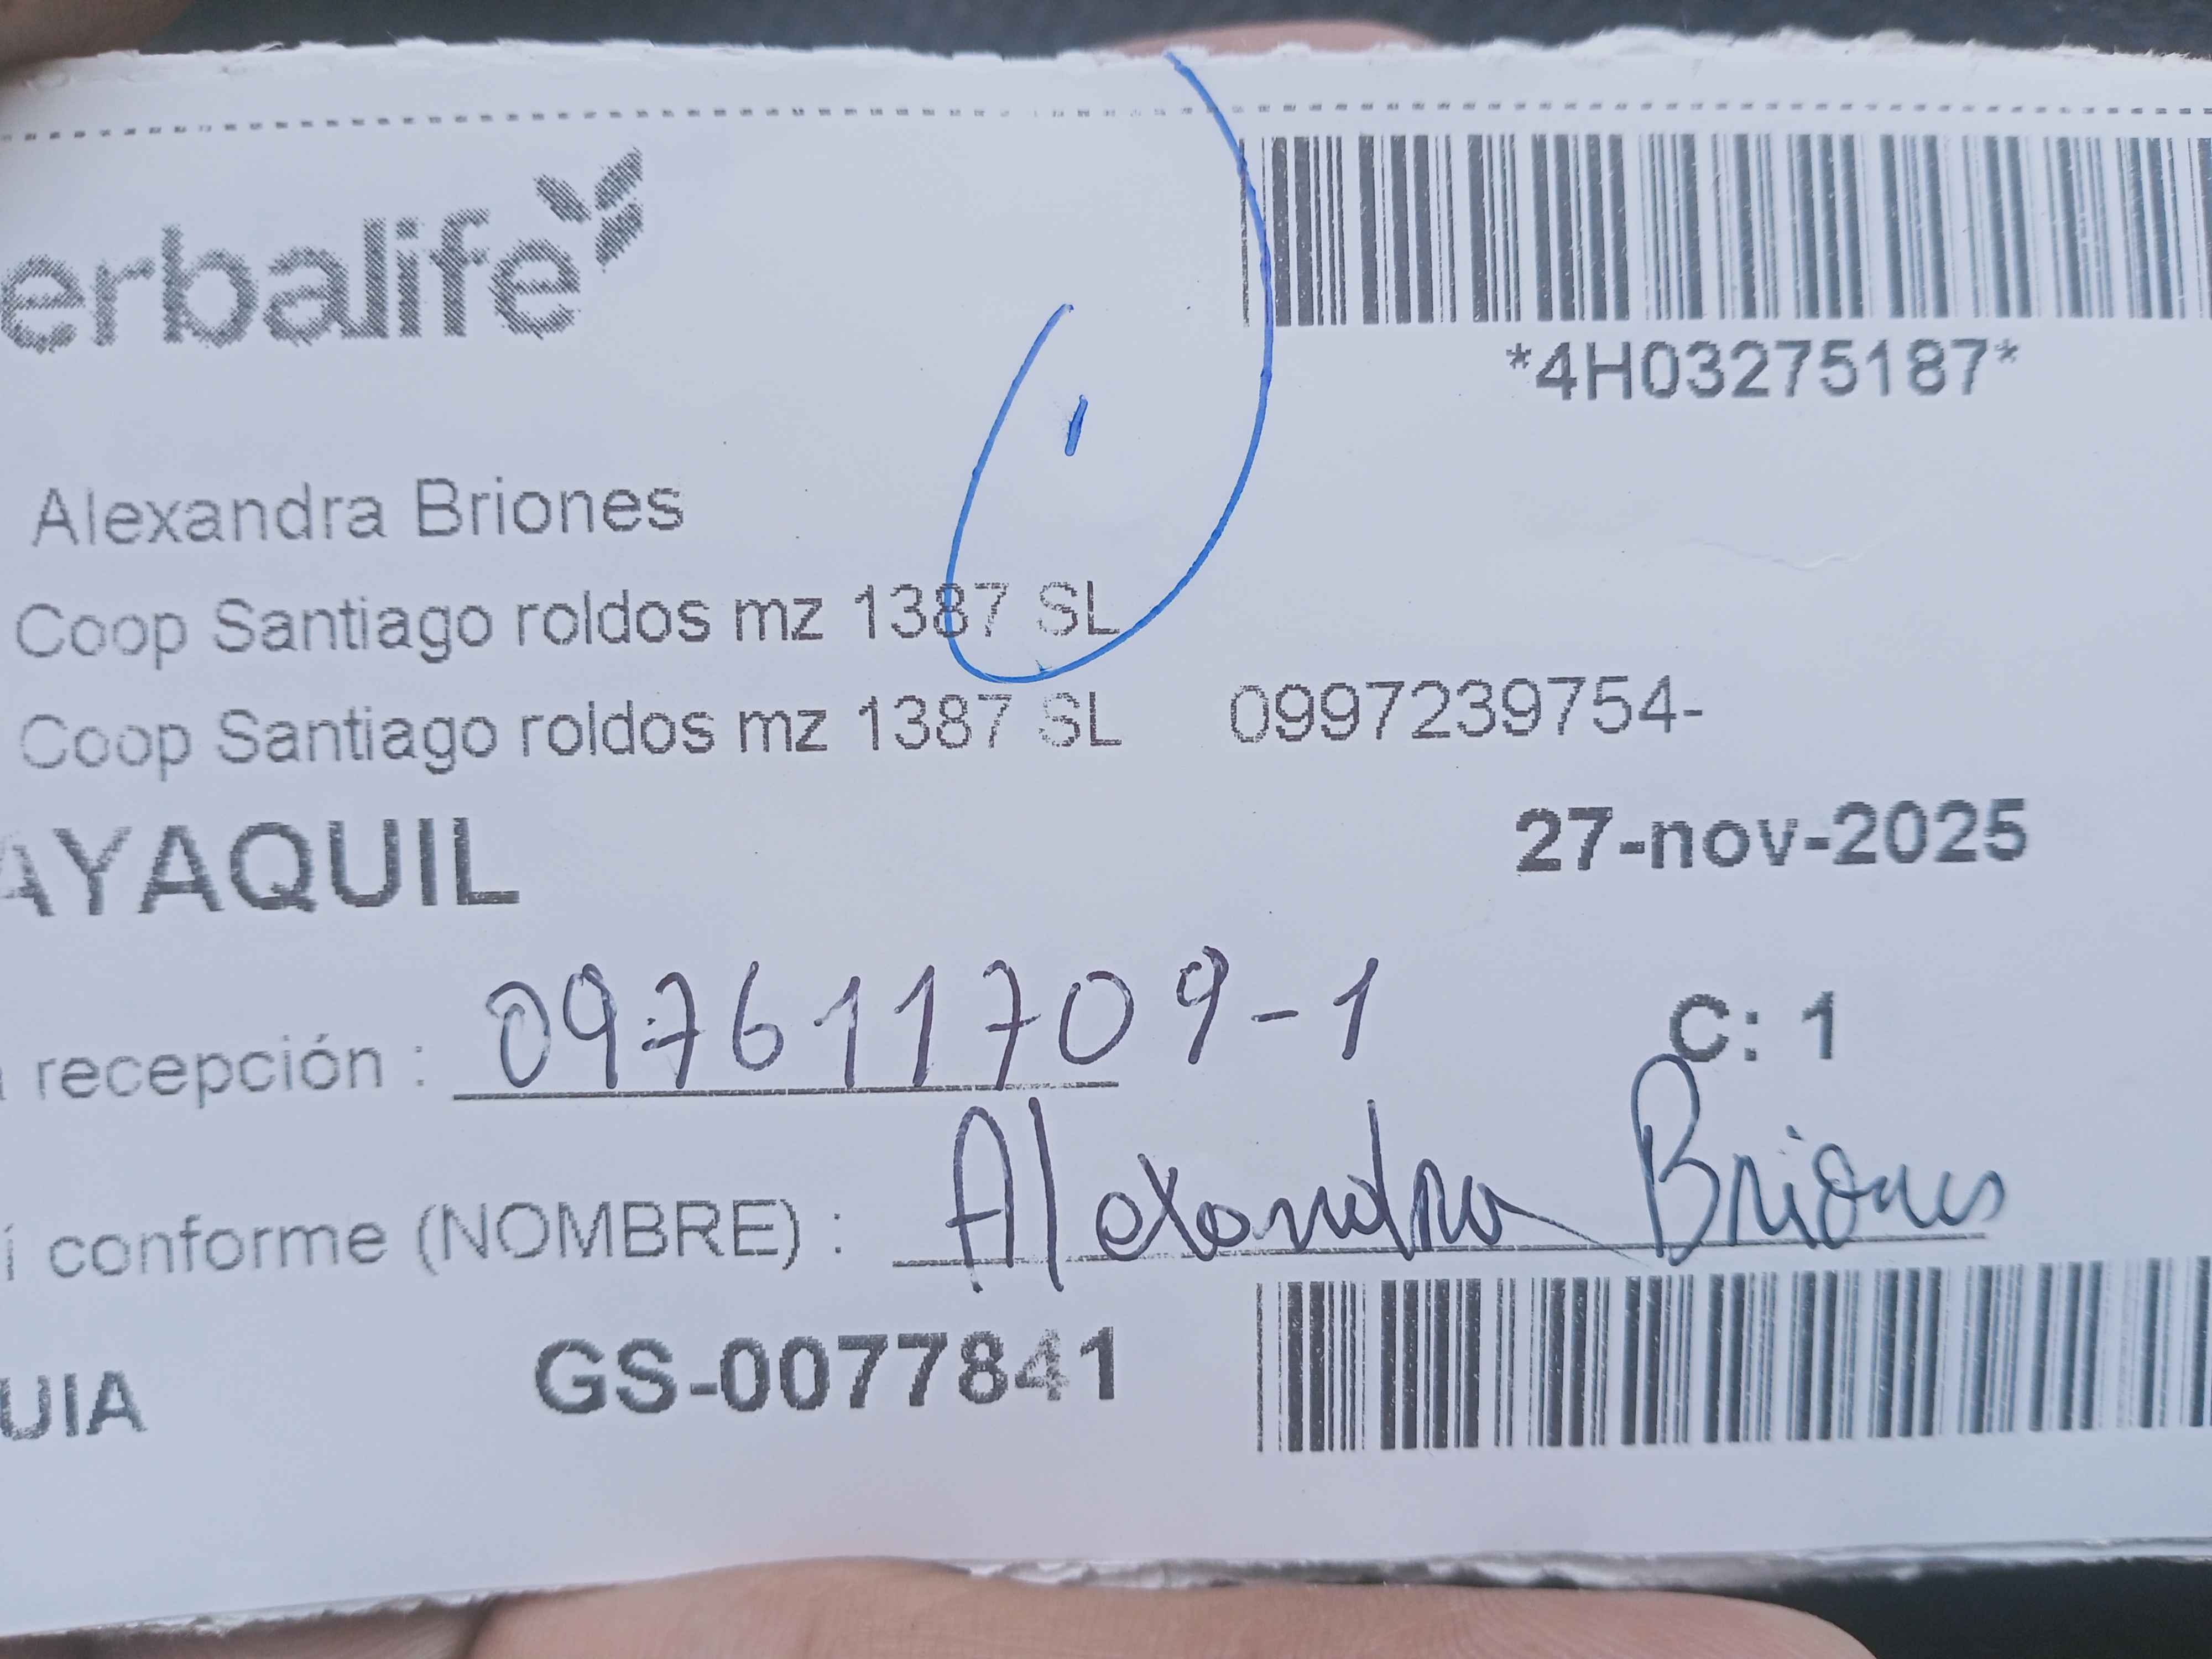 erbalife
*4H03275187*
Alexandra Briones
Coop Santiago roldos mz 1387 SL
Coop Santiago roldos mz 1387 SL 0997239754-
AYAQUIL 27-nov-2025
recepción : 097611709-1 C: 1
í conforme (NOMBRE) : Alexandra Briones
UIA GS-0077841